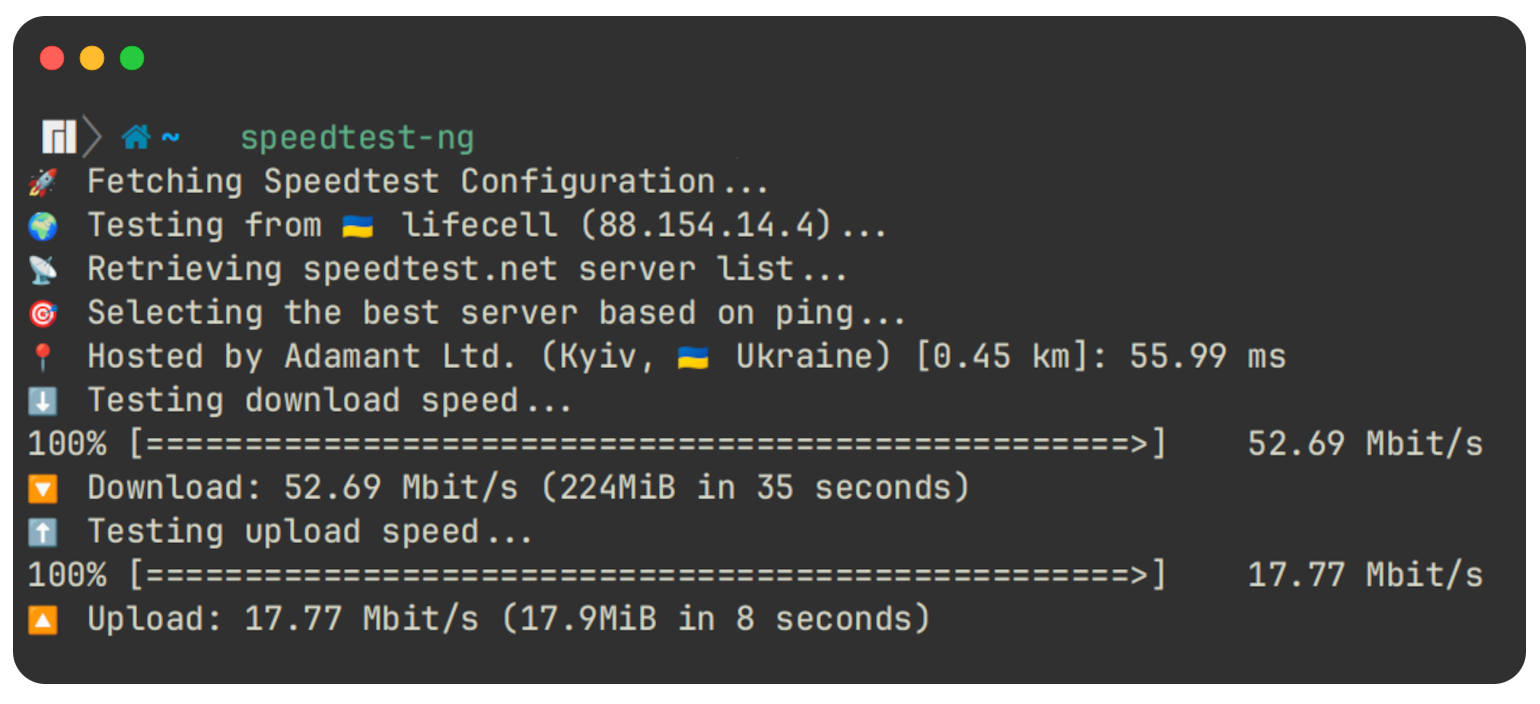 ~ speedtest-ng
🚀 Fetching Speedtest Configuration...
🌍 Testing from 🇺🇦 lifecell (88.154.14.4)...
📡 Retrieving speedtest.net server list...
🎯 Selecting the best server based on ping...
📍 Hosted by Adamant Ltd. (Kyiv, 🇺🇦 Ukraine) [0.45 km]: 55.99 ms
⬇️ Testing download speed...
100% [==================================================>] 52.69 Mbit/s
🔽 Download: 52.69 Mbit/s (224MiB in 35 seconds)
⬆️ Testing upload speed...
100% [==================================================>] 17.77 Mbit/s
🔼 Upload: 17.77 Mbit/s (17.9MiB in 8 seconds)